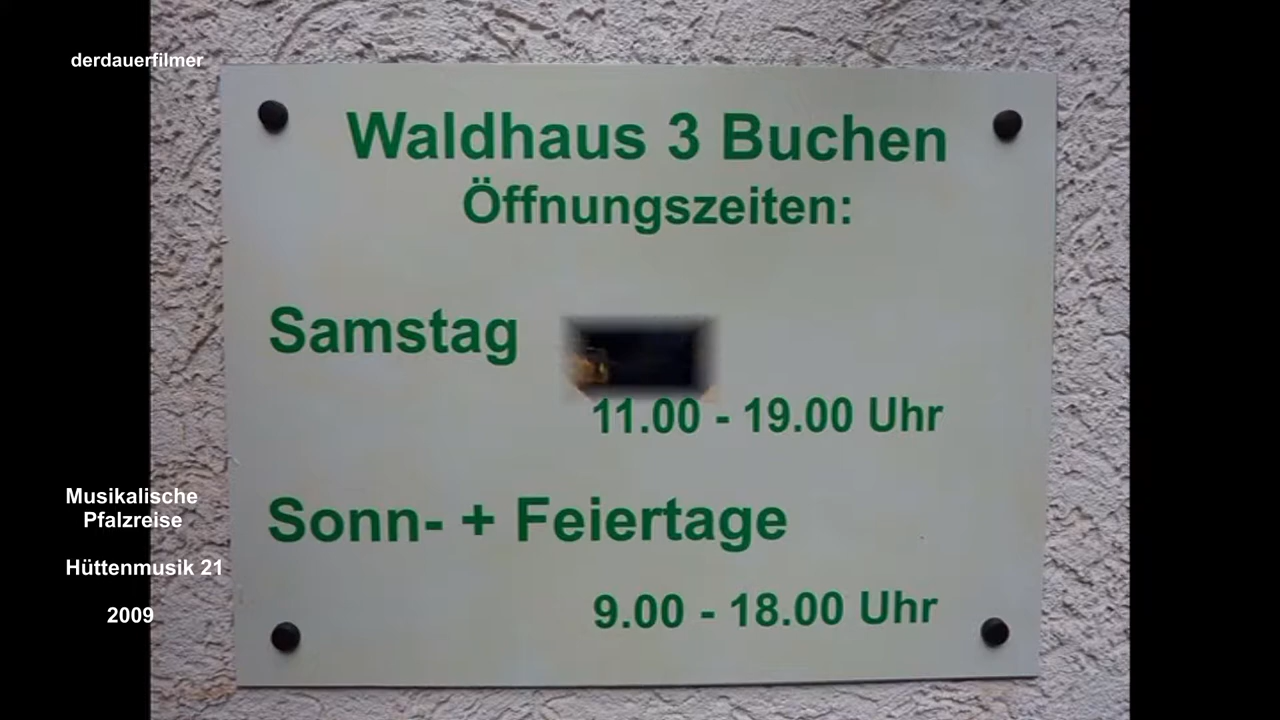 derdauerfilmer
Waldhaus 3 Buchen
Öffnungszeiten:
Samstag
11.00 - 19.00 Uhr
Sonn- + Feiertage
9.00 - 18.00 Uhr
Musikalische
Pfalzreise
Hüttenmusik 21
2009